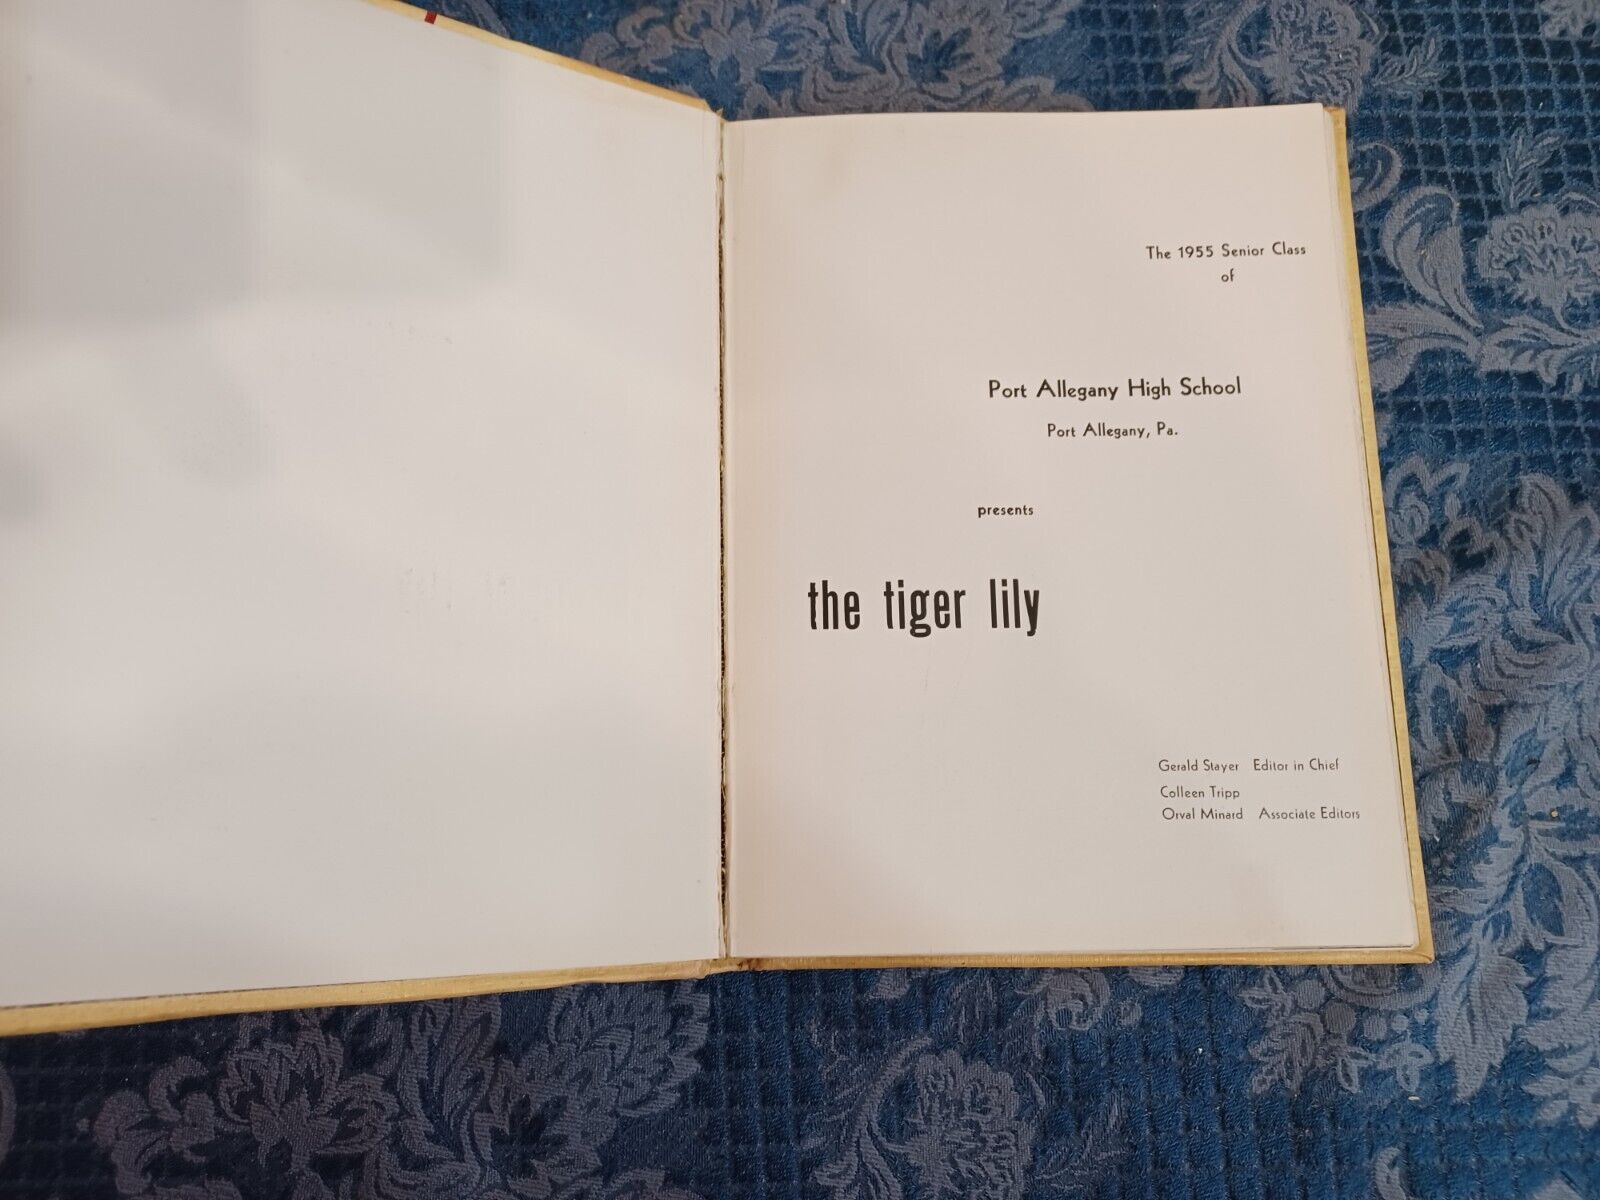 The 1955 Senior Class
of
Port Allegany High School
Port Allegany, Pa.
presents
the tiger lily
Gerald Stayer Editor in Chief
Colleen Tripp
Orval Minard Associate Editors